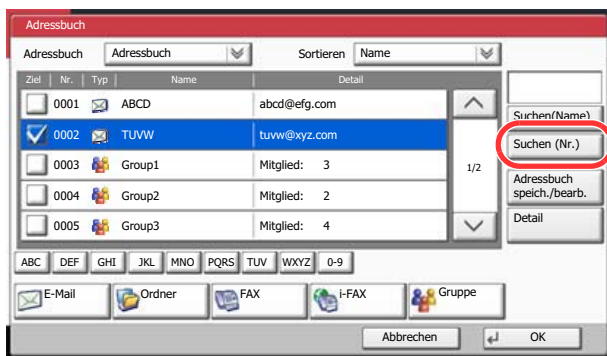 Adressbuch
Adressbuch Adressbuch Sortieren Name
Ziel Nr. Typ Name Detail
0001 ABCD abcd@efg.com
0002 TUVW tuvw@xyz.com
0003 Group1 Mitglied: 3
0004 Group2 Mitglied: 2
0005 Group3 Mitglied: 4
1/2
Suchen(Name)
Suchen (Nr.)
Adressbuch
speich./bearb.
Detail
ABC DEF GHI JKL MNO PQRS TUV WXYZ 0-9
E-Mail Ordner FAX i-FAX Gruppe
Abbrechen OK